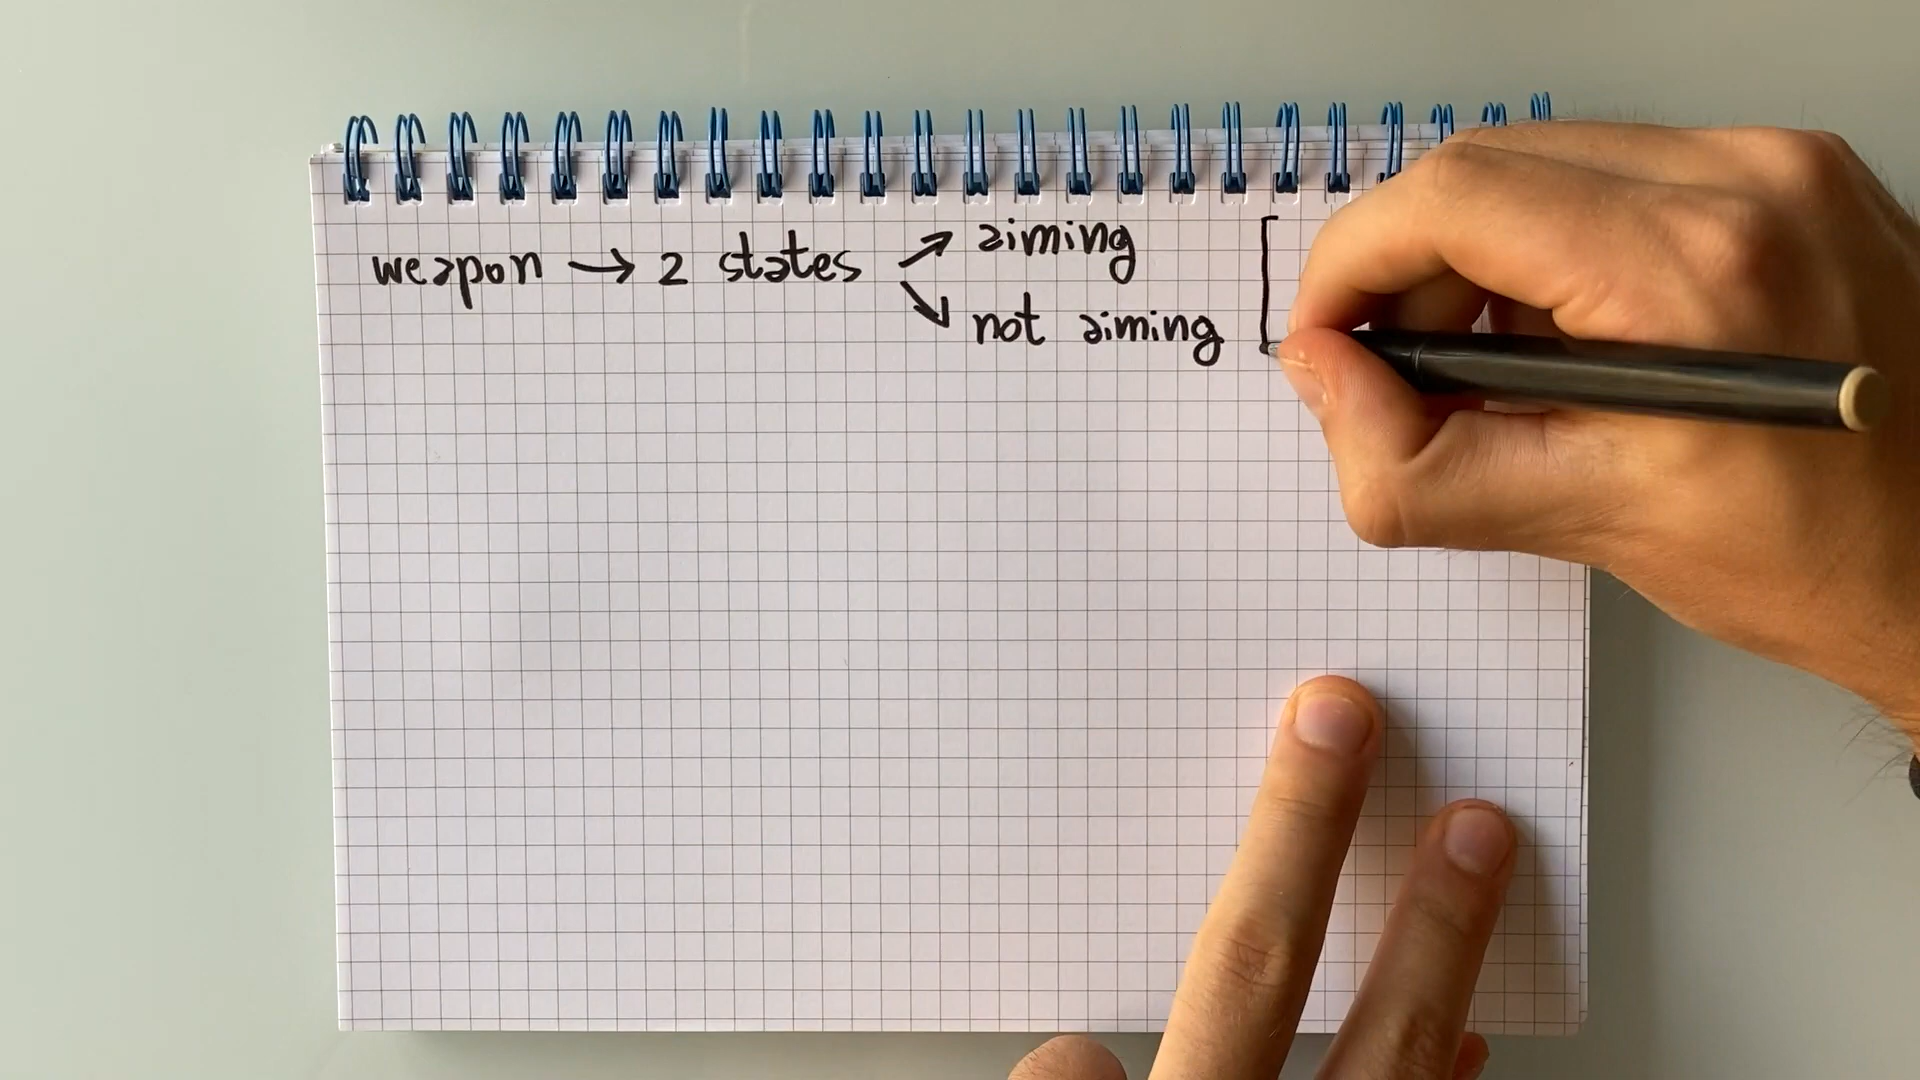 weapon → 2 states ↗ aiming
↘ not aiming [